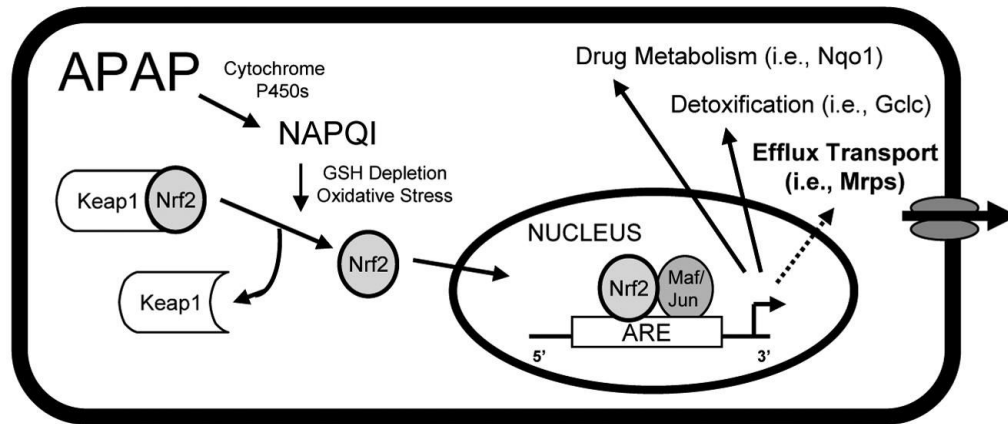 APAP
Cytochrome
P450s
NAPQI
GSH Depletion
Oxidative Stress
Keap1
Nrf2
Keap1
Nrf2
NUCLEUS
Nrf2
Maf/
Jun
ARE
5’
3’
Drug Metabolism (i.e., Nqo1)
Detoxification (i.e., Gclc)
Efflux Transport
(i.e., Mrps)